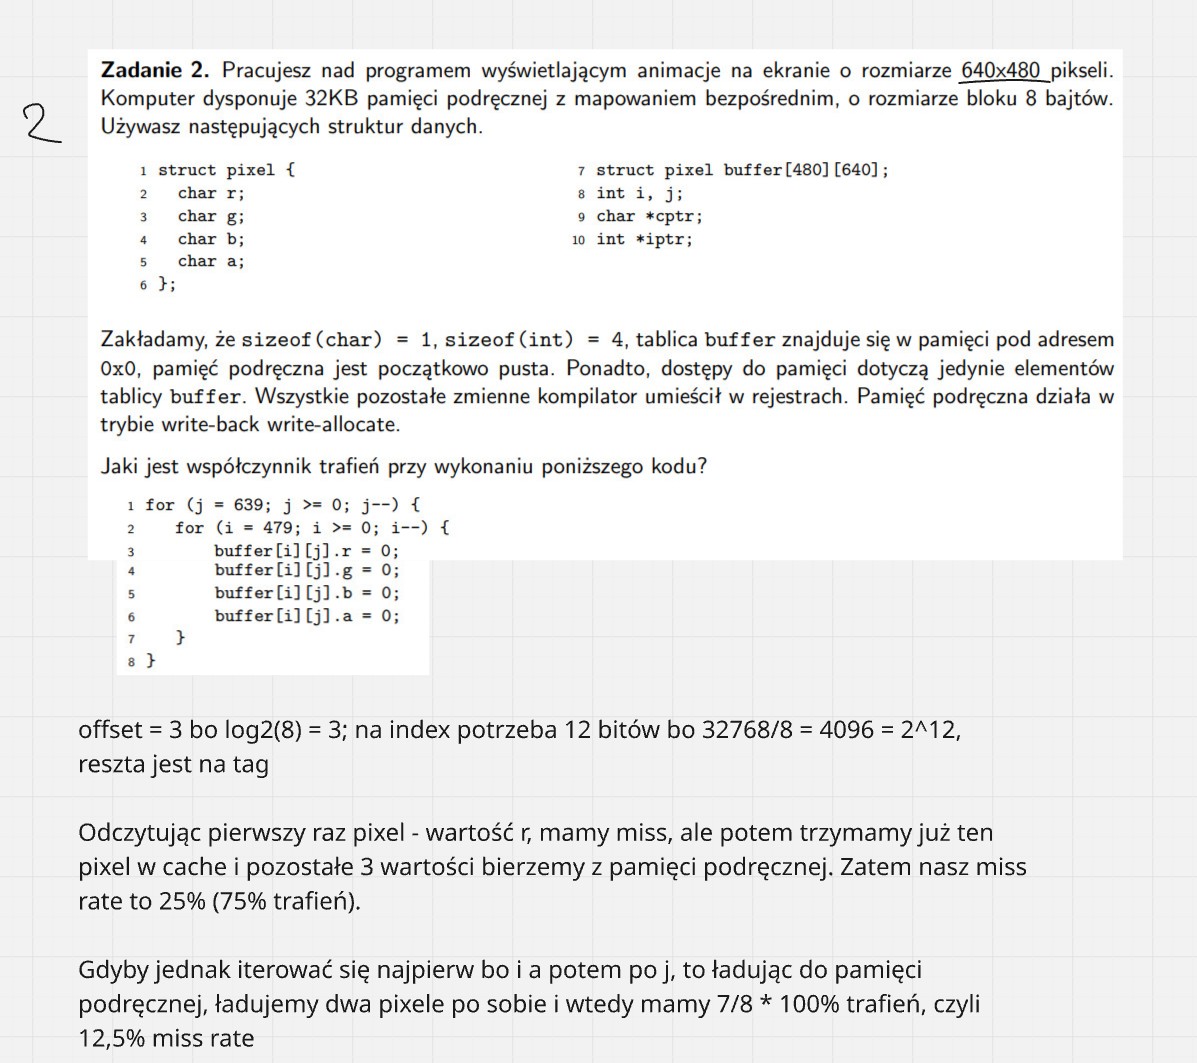 2
Zadanie 2. Pracujesz nad programem wyświetlającym animacje na ekranie o rozmiarze 640x480 pikseli.
Komputer dysponuje 32KB pamięci podręcznej z mapowaniem bezpośrednim, o rozmiarze bloku 8 bajtów.
Używasz następujących struktur danych.
1 struct pixel {
2 char r;
3 char g;
4 char b;
5 char a;
6 };
7 struct pixel buffer[480][640];
8 int i, j;
9 char *cptr;
10 int *iptr;
Zakładamy, że sizeof(char) = 1, sizeof(int) = 4, tablica buffer znajduje się w pamięci pod adresem
0x0, pamięć podręczna jest początkowo pusta. Ponadto, dostępy do pamięci dotyczą jedynie elementów
tablicy buffer. Wszystkie pozostałe zmienne kompilator umieścił w rejestrach. Pamięć podręczna działa w
trybie write-back write-allocate.
Jaki jest współczynnik trafień przy wykonaniu poniższego kodu?
1 for (j = 639; j >= 0; j--) {
2 for (i = 479; i >= 0; i--) {
3 buffer[i][j].r = 0;
4 buffer[i][j].g = 0;
5 buffer[i][j].b = 0;
6 buffer[i][j].a = 0;
7 }
8 }
offset = 3 bo log2(8) = 3; na index potrzeba 12 bitów bo 32768/8 = 4096 = 2^12,
reszta jest na tag
Odczytując pierwszy raz pixel - wartość r, mamy miss, ale potem trzymamy już ten
pixel w cache i pozostałe 3 wartości bierzemy z pamięci podręcznej. Zatem nasz miss
rate to 25% (75% trafień).
Gdyby jednak iterować się najpierw bo i a potem po j, to ładując do pamięci
podręcznej, ładujemy dwa pixele po sobie i wtedy mamy 7/8 * 100% trafień, czyli
12,5% miss rate